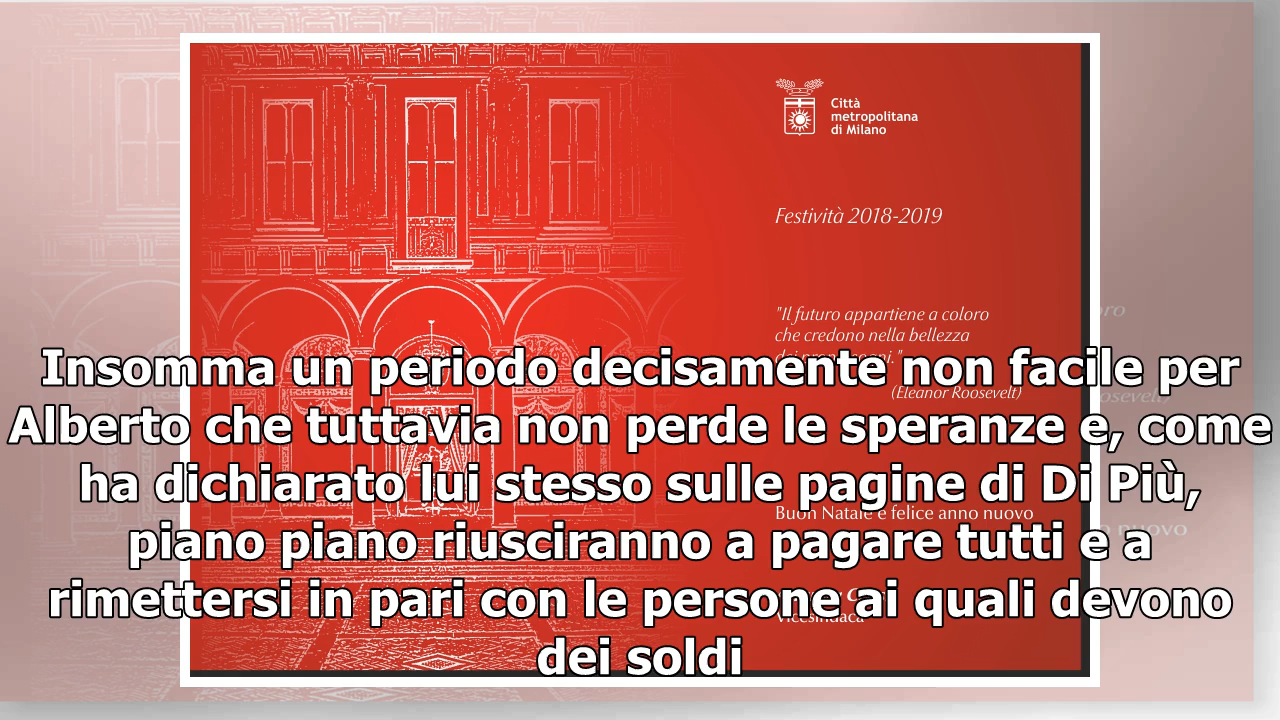 Città
metropolitana
di Milano
Festività 2018-2019
"Il futuro appartiene a coloro
che credono nella bellezza
Insomma un periodo decisamente non facile per
(Eleanor Roosevelt)
Alberto che tuttavia non perde le speranze e, come
ha dichiarato lui stesso sulle pagine di Di Più,
Buon Natale e felice anno nuovo
piano piano riusciranno a pagare tutti e a
rimettersi in pari con le persone ai quali devono
Vicesindaca
dei soldi